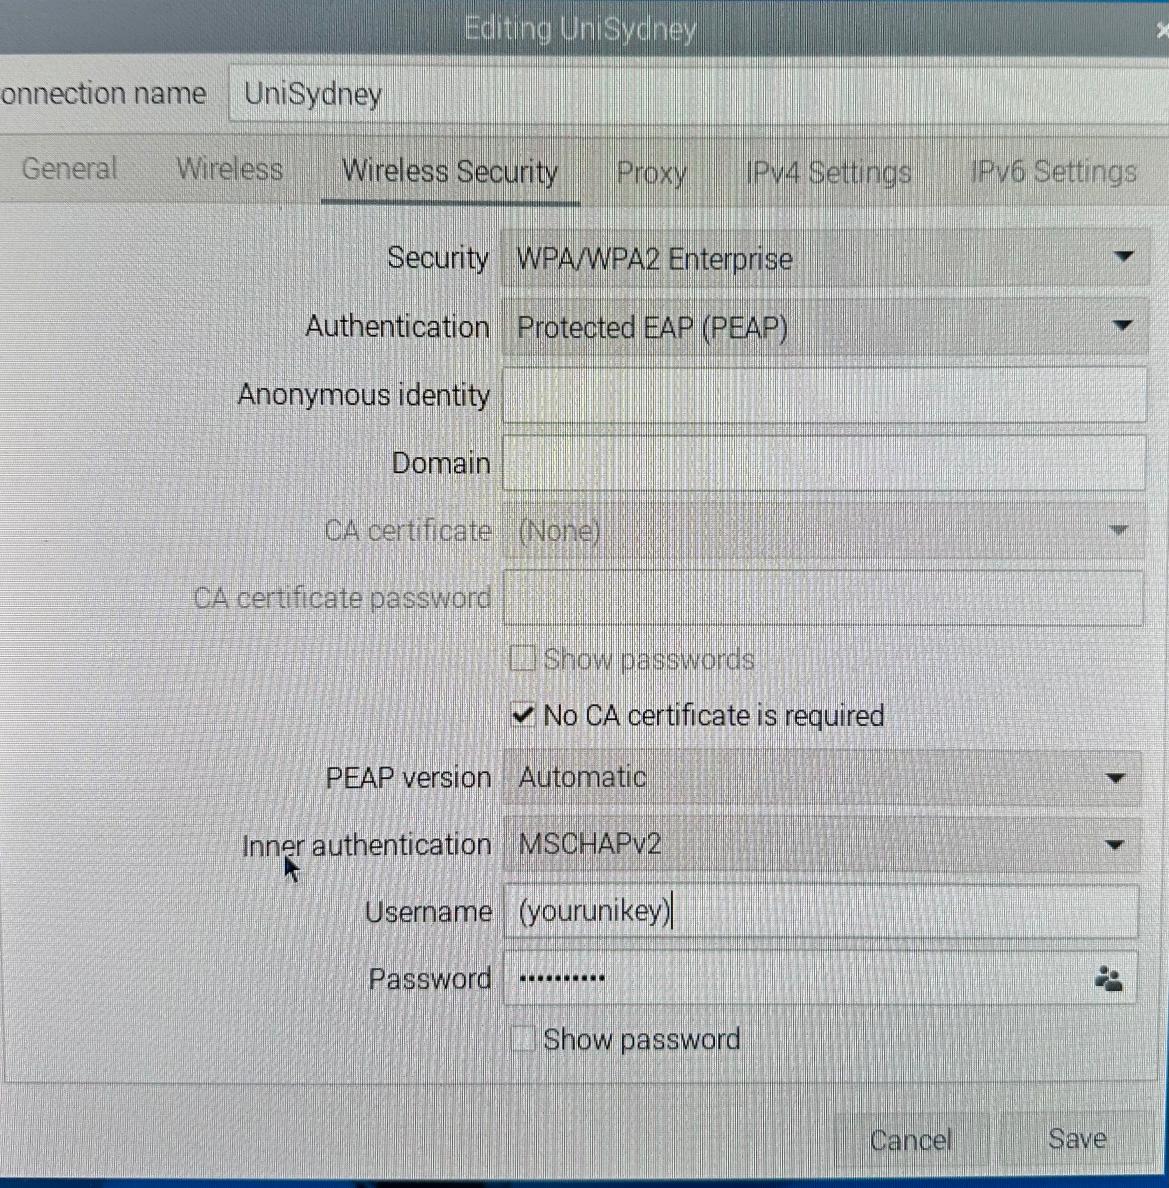 Editing UniSydney
onnection name UniSydney
General Wireless Wireless Security Proxy IPv4 Settings IPv6 Settings
Security WPA/WPA2 Enterprise
Authentication Protected EAP (PEAP)
Anonymous identity
Domain
CA certificate (None)
CA certificate password
Show passwords
No CA certificate is required
PEAP version Automatic
Inner authentication MSCHAPv2
Username (yourunikey)
Password ••••••••••
Show password
Cancel Save